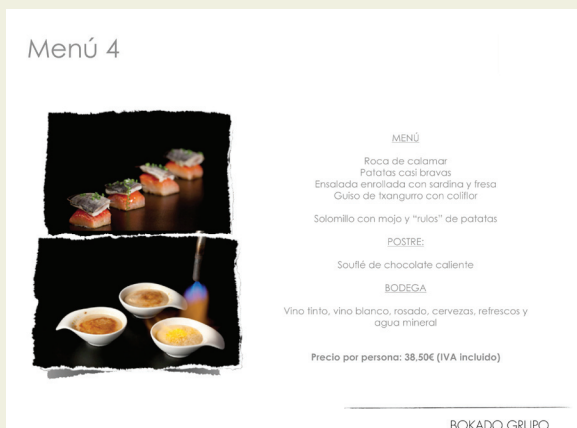 Menú 4
MENÚ
Roca de calamar
Patatas casi bravas
Ensalada enrollada con sardina y fresa
Guiso de txangurro con coliflor
Solomillo con mojo y “rulos” de patatas
POSTRE:
Souflé de chocolate caliente
BODEGA
Vino tinto, vino blanco, rosado, cervezas, refrescos y
agua mineral
Precio por persona: 38,50€ (IVA incluido)
BOKADO GRUPO